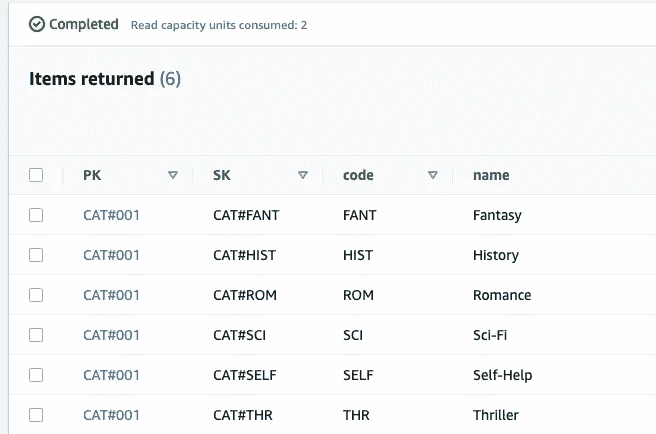 Completed Read capacity units consumed: 2
Items returned (6)
PK SK code name
CAT#001 CAT#FANT FANT Fantasy
CAT#001 CAT#HIST HIST History
CAT#001 CAT#ROM ROM Romance
CAT#001 CAT#SCI SCI Sci-Fi
CAT#001 CAT#SELF SELF Self-Help
CAT#001 CAT#THR THR Thriller